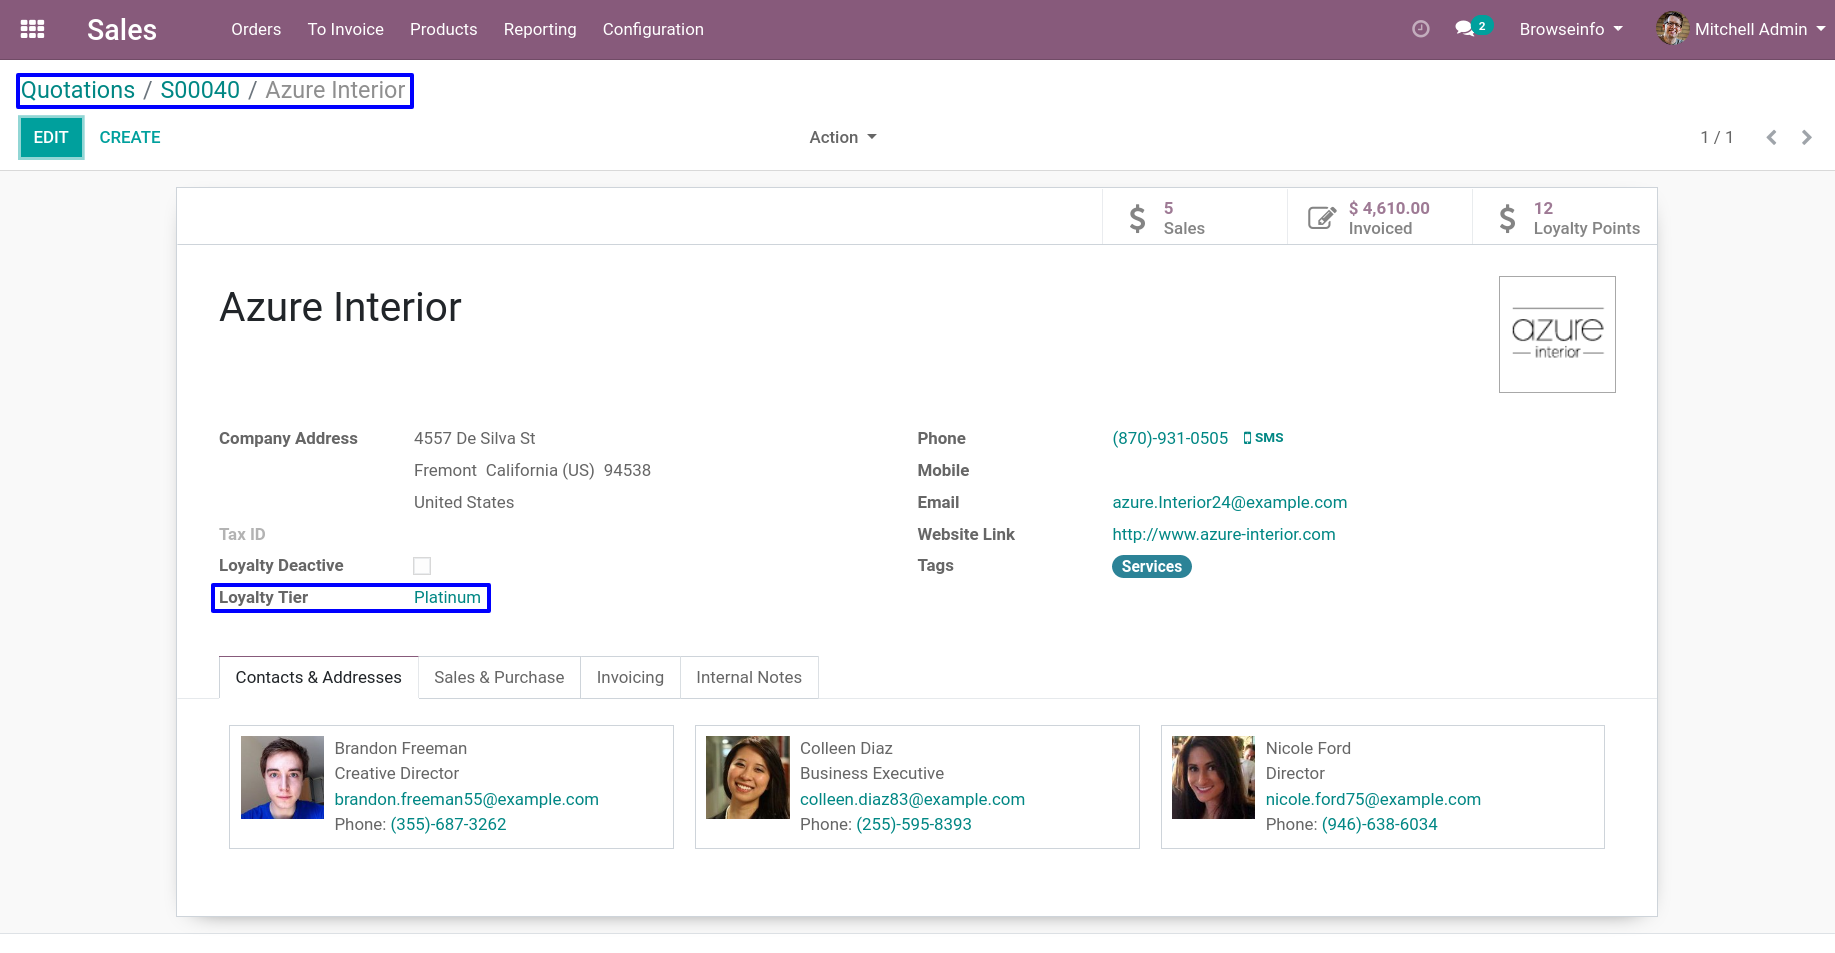 Sales Orders To Invoice Products Reporting Configuration 2 Browseinfo Mitchell Admin
Quotations / S00040 / Azure Interior
EDIT CREATE Action 1 / 1
5
Sales
$ 4,610.00
Invoiced
12
Loyalty Points
Azure Interior
azure
interior
Company Address 4557 De Silva St
Fremont California (US) 94538
United States
Tax ID
Loyalty Deactive
Loyalty Tier Platinum
Phone (870)-931-0505 SMS
Mobile
Email azure.Interior24@example.com
Website Link http://www.azure-interior.com
Tags Services
Contacts & Addresses Sales & Purchase Invoicing Internal Notes
Brandon Freeman
Creative Director
brandon.freeman55@example.com
Phone: (355)-687-3262
Colleen Diaz
Business Executive
colleen.diaz83@example.com
Phone: (255)-595-8393
Nicole Ford
Director
nicole.ford75@example.com
Phone: (946)-638-6034